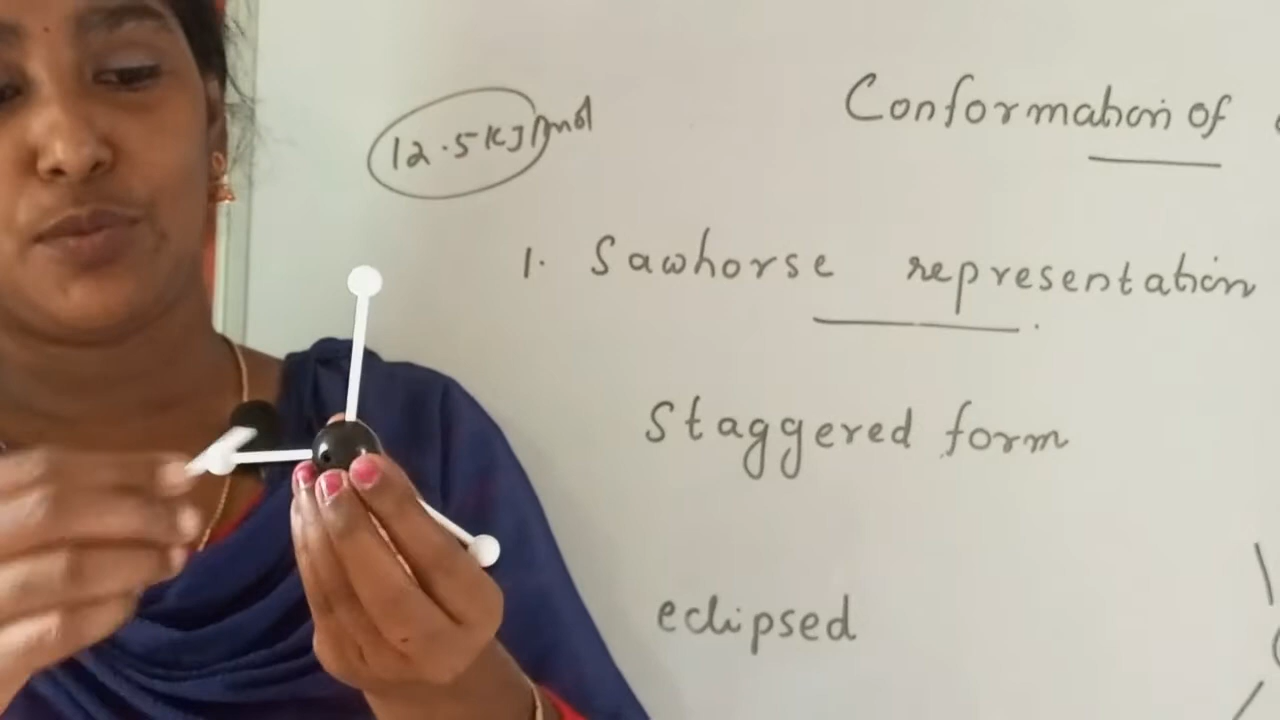 Conformation of
12.5 KJ/mol
1. Sawhorse representation
Staggered form
eclipsed